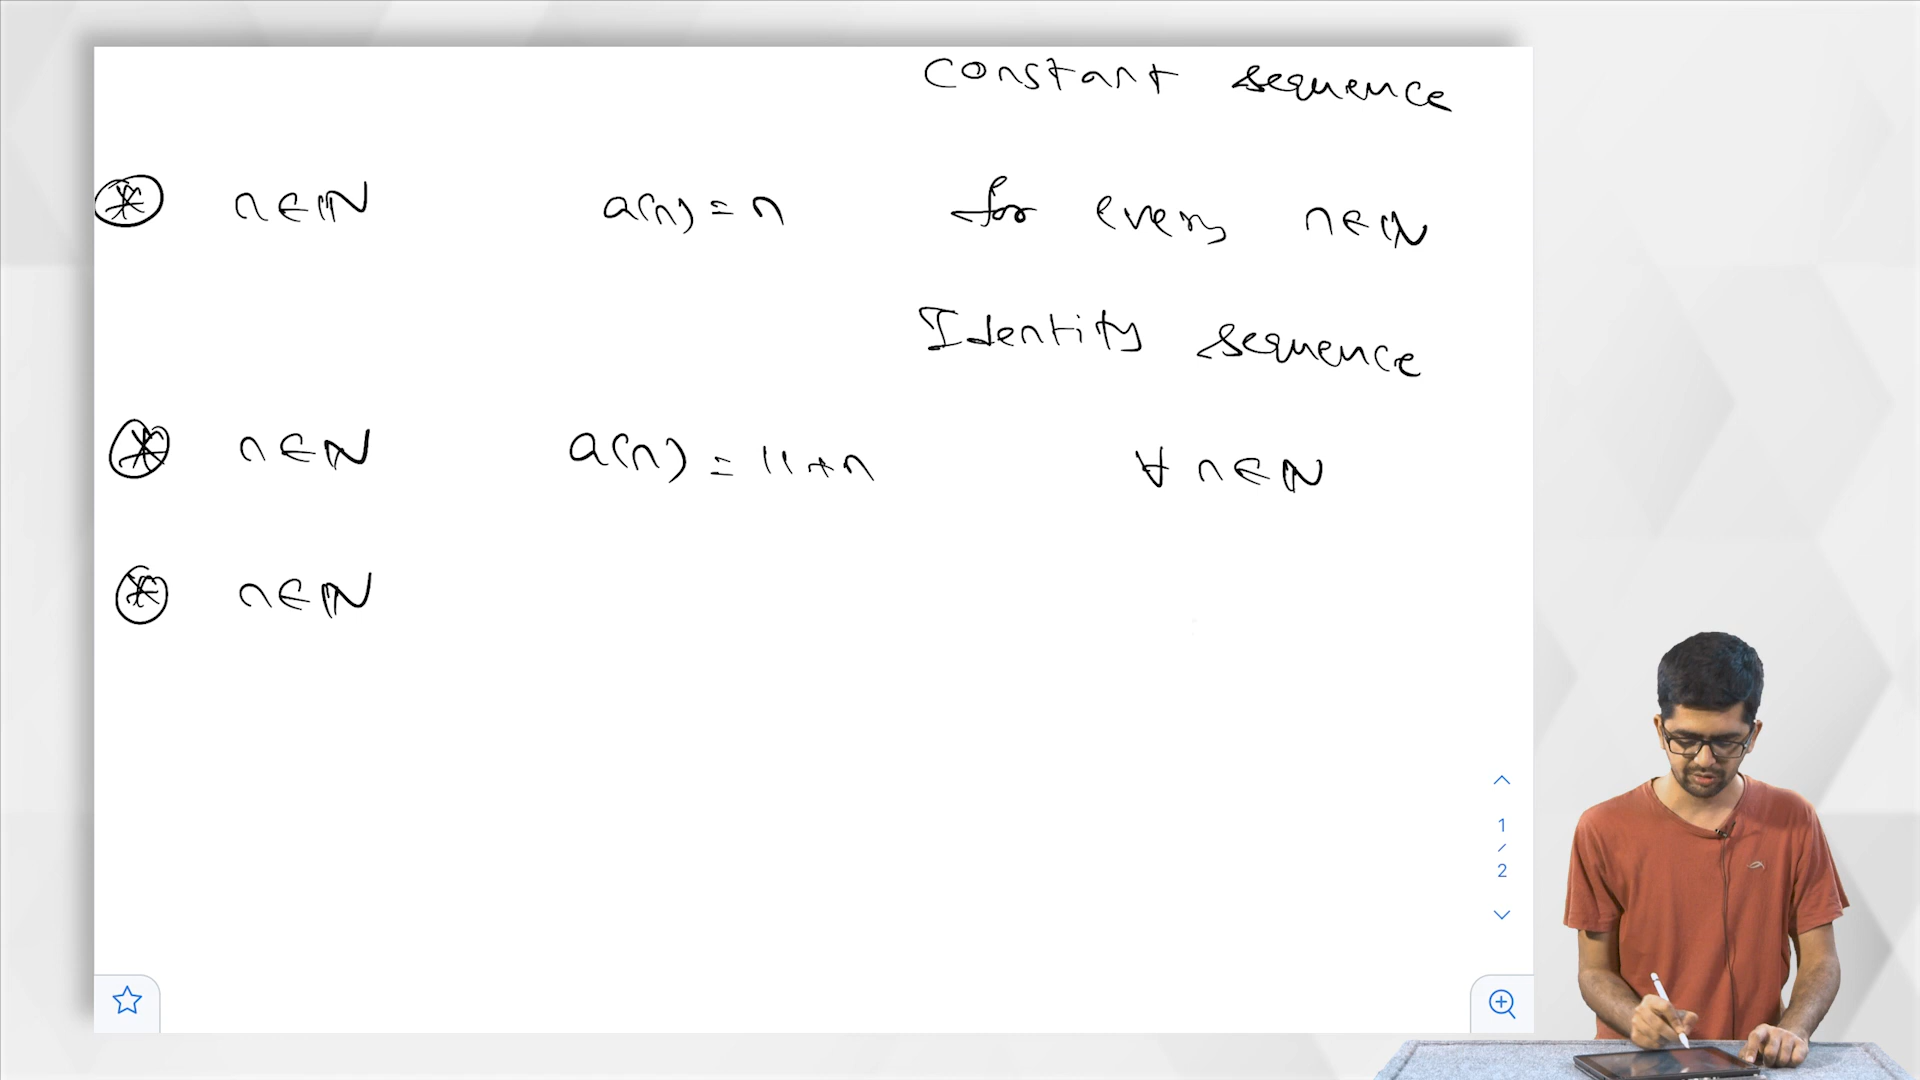 constant sequence
n∈ℕ a(n) = n for every n∈ℕ
Identity sequence
n∈ℕ a(n) = 11+n ∀ n∈ℕ
n∈ℕ
1
/
2